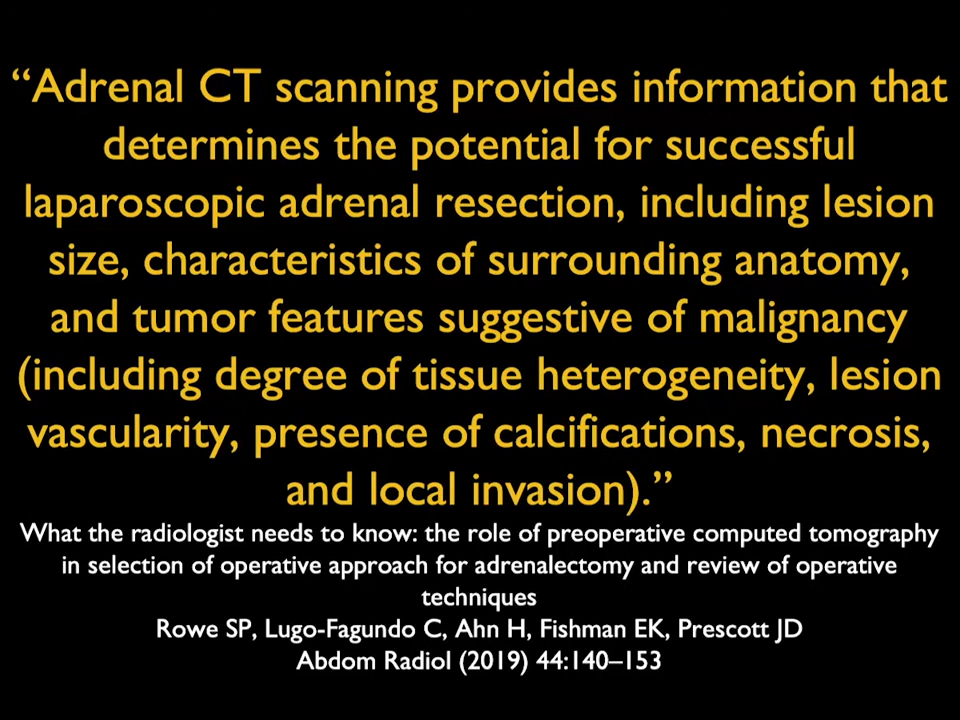 “Adrenal CT scanning provides information that
determines the potential for successful
laparoscopic adrenal resection, including lesion
size, characteristics of surrounding anatomy,
and tumor features suggestive of malignancy
(including degree of tissue heterogeneity, lesion
vascularity, presence of calcifications, necrosis,
and local invasion).”
What the radiologist needs to know: the role of preoperative computed tomography
in selection of operative approach for adrenalectomy and review of operative
techniques
Rowe SP, Lugo-Fagundo C, Ahn H, Fishman EK, Prescott JD
Abdom Radiol (2019) 44:140–153